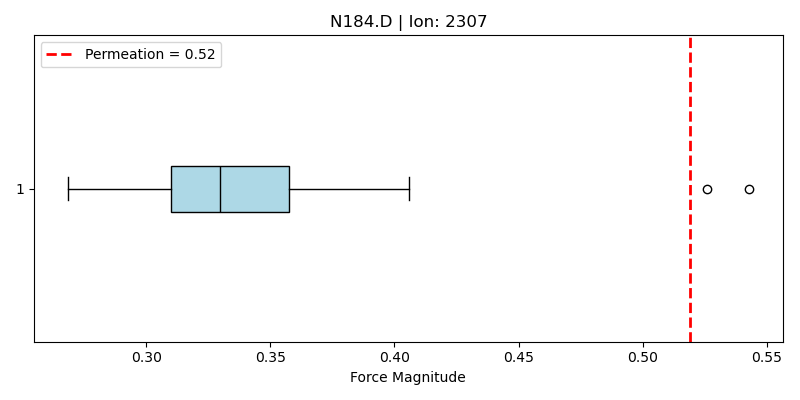 N184.D | Ion: 2307
Permeation = 0.52
1
0.30 0.35 0.40 0.45 0.50 0.55
Force Magnitude